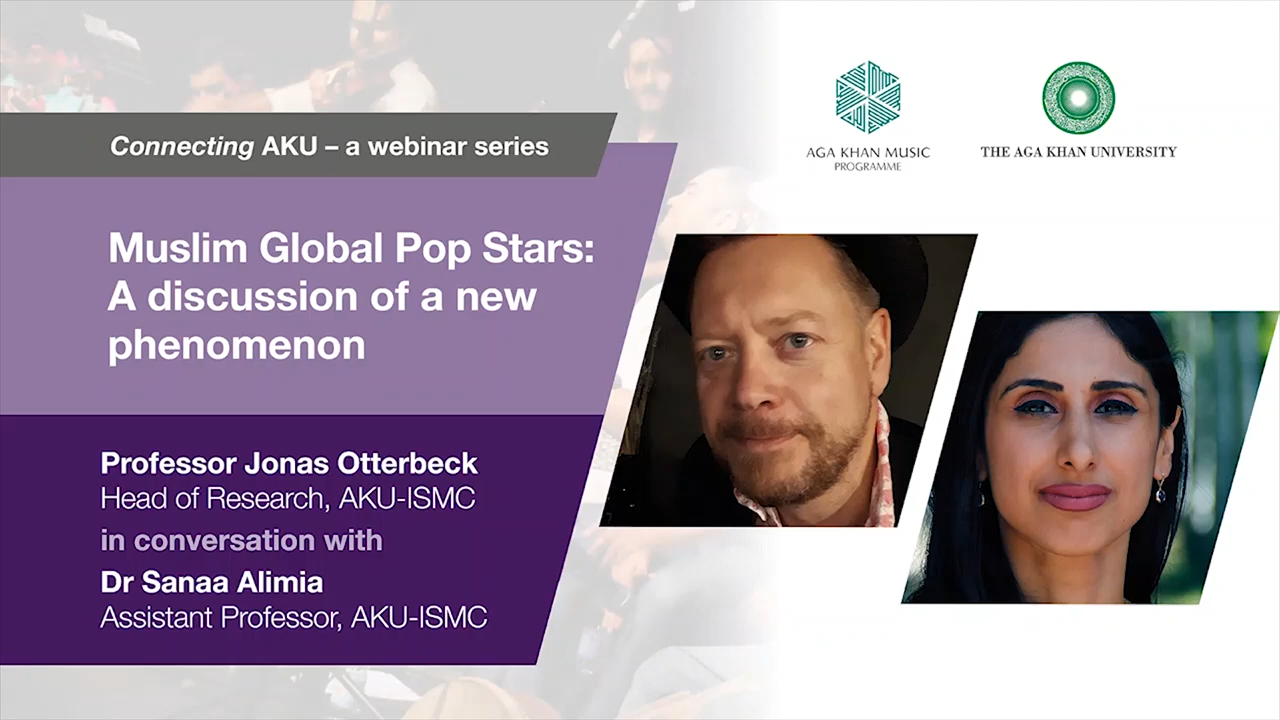 Connecting AKU – a webinar series
Muslim Global Pop Stars:
A discussion of a new
phenomenon
Professor Jonas Otterbeck
Head of Research, AKU-ISMC
in conversation with
Dr Sanaa Alimia
Assistant Professor, AKU-ISMC
AGA KHAN MUSIC
PROGRAMME
THE AGA KHAN UNIVERSITY